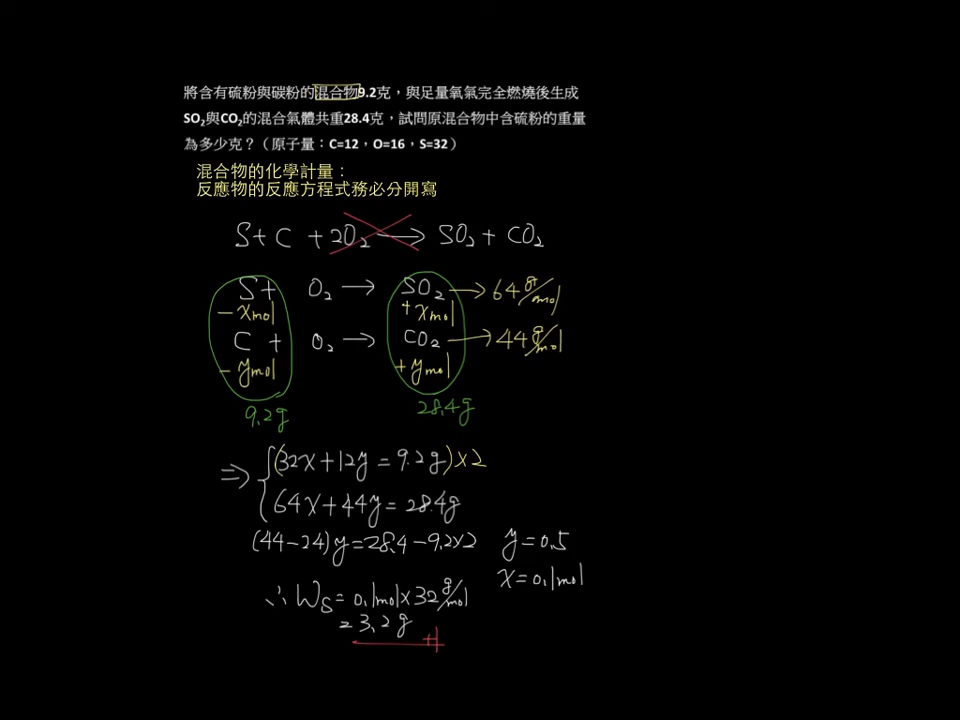 將含有硫粉與碳粉的混合物9.2克，與足量氧氣完全燃燒後生成
SO₂與CO₂的混合氣體共重28.4克，試問原混合物中含硫粉的重量
為多少克？（原子量：C=12，O=16，S=32）
混合物的化學計量：
反應物的反應方程式務必分開寫
S + C + 2O₂ → SO₂ + CO₂
S + O₂ → SO₂ → 64 g/mol
- x mol + x mol
C + O₂ → CO₂ → 44 g/mol
- y mol + y mol
9.2g 28.4g
⇒ { (32x + 12y = 9.2g) × 2
64x + 44y = 28.4g
(44 - 24)y = 28.4 - 9.2×2 y = 0.5
x = 0.1mol
∴ Ws = 0.1mol × 32 g/mol
= 3.2g